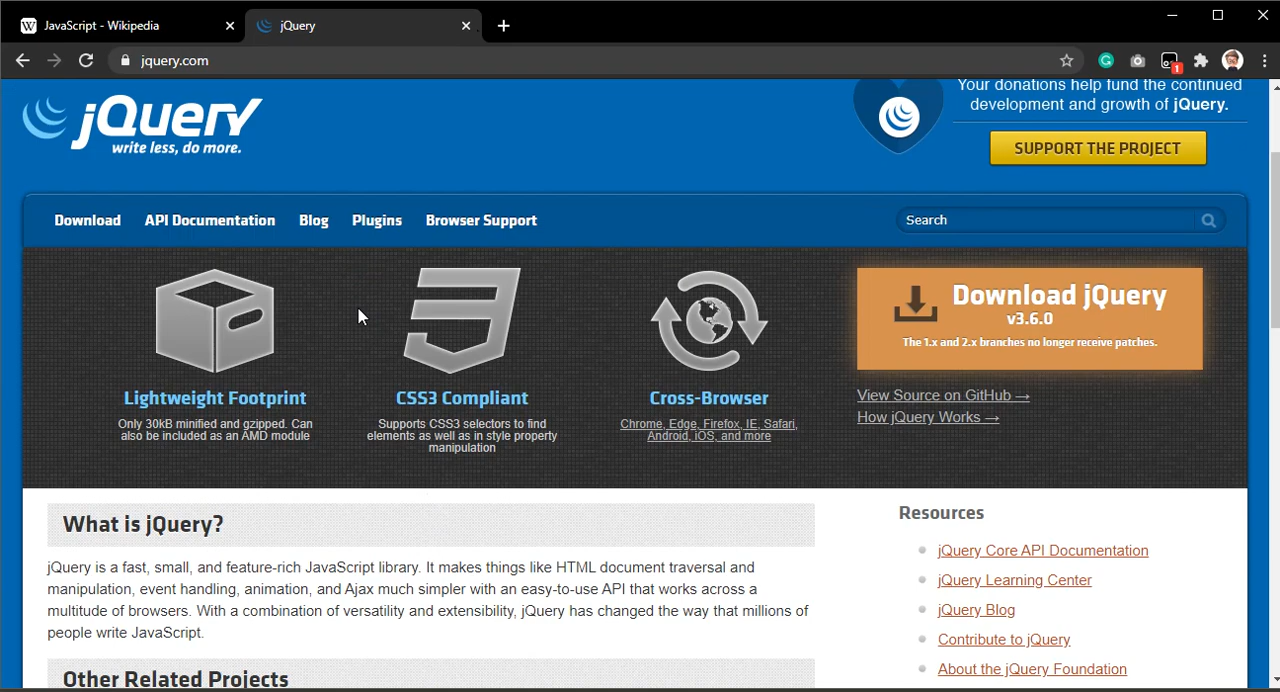 JavaScript - Wikipedia
jQuery
jquery.com
1
jQuery
write less, do more.
Your donations help fund the continued
development and growth of jQuery.
SUPPORT THE PROJECT
Download
API Documentation
Blog
Plugins
Browser Support
Search
Lightweight Footprint
Only 30kB minified and gzipped. Can
also be included as an AMD module
CSS3 Compliant
Supports CSS3 selectors to find
elements as well as in style property
manipulation
Cross-Browser
Chrome, Edge, Firefox, IE, Safari,
Android, iOS, and more
Download jQuery
v3.6.0
The 1.x and 2.x branches no longer receive patches.
View Source on GitHub →
How jQuery Works →
What is jQuery?
jQuery is a fast, small, and feature-rich JavaScript library. It makes things like HTML document traversal and
manipulation, event handling, animation, and Ajax much simpler with an easy-to-use API that works across a
multitude of browsers. With a combination of versatility and extensibility, jQuery has changed the way that millions of
people write JavaScript.
Other Related Projects
Resources
jQuery Core API Documentation
jQuery Learning Center
jQuery Blog
Contribute to jQuery
About the jQuery Foundation